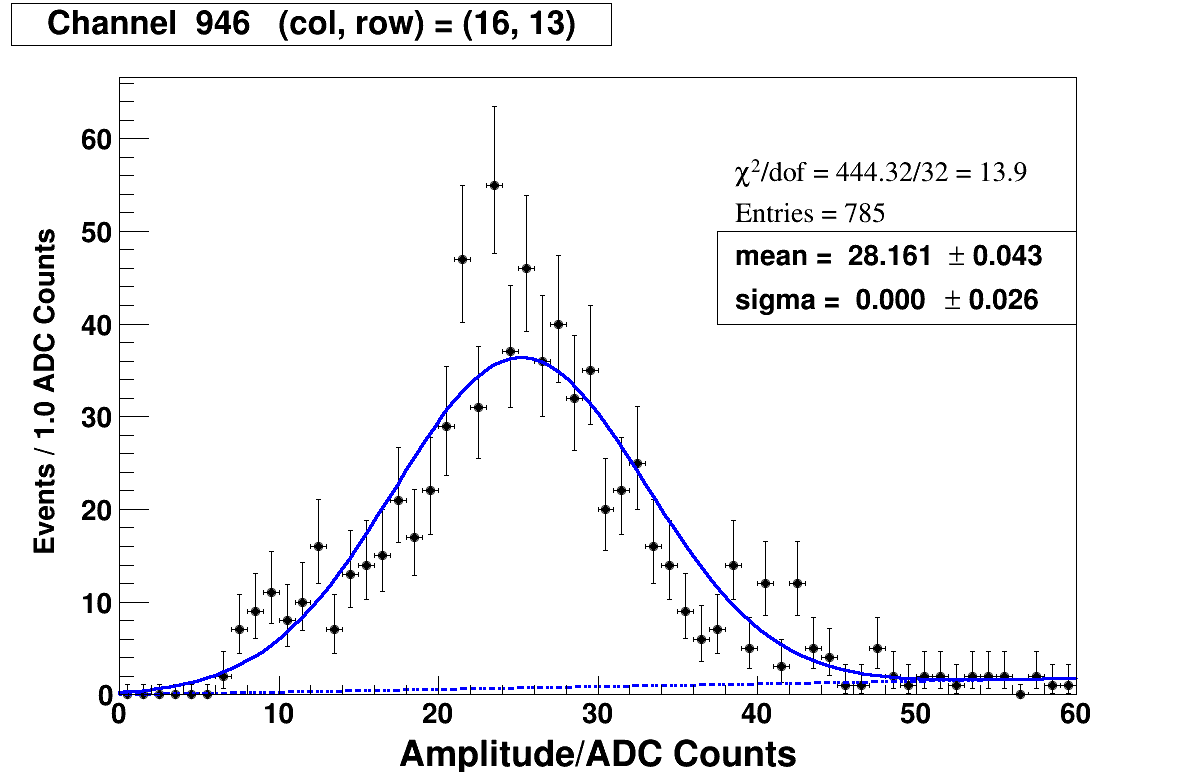 Channel 946 (col, row) = (16, 13)
χ²/dof = 444.32/32 = 13.9
Entries = 785
mean = 28.161 ± 0.043
sigma = 0.000 ± 0.026
Events / 1.0 ADC Counts
60
50
40
30
20
10
0
0 10 20 30 40 50 60
Amplitude/ADC Counts